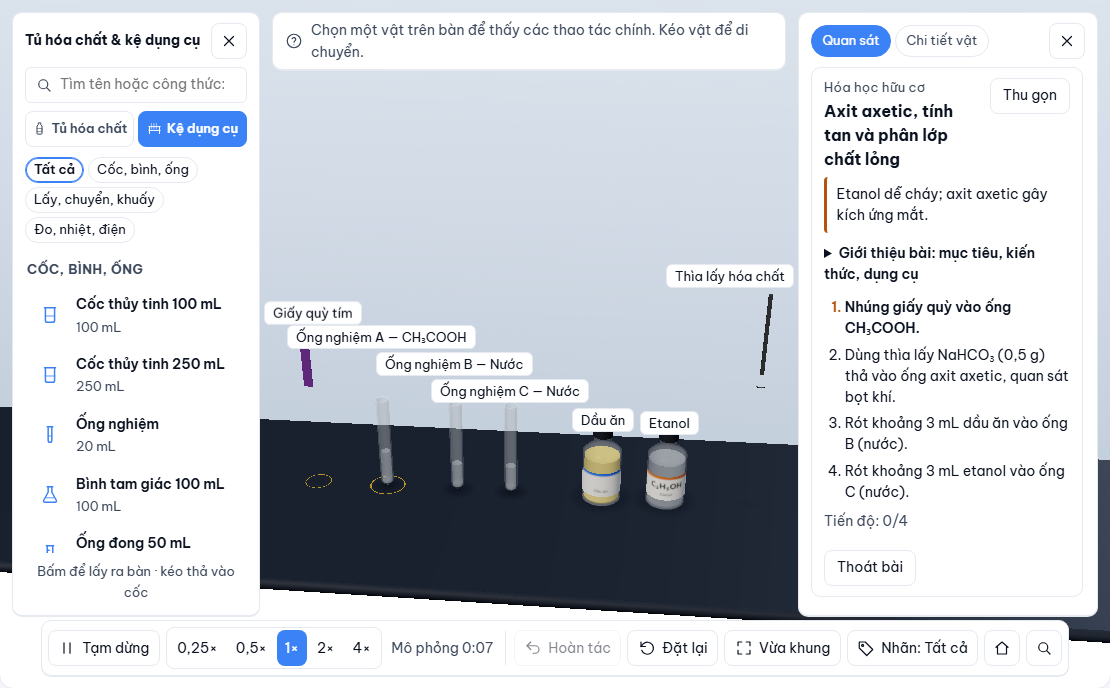 Tủ hóa chất & kệ dụng cụ
Tìm tên hoặc công thức:
Tủ hóa chất
Kệ dụng cụ
Tất cả
Cốc, bình, ống
Lấy, chuyển, khuấy
Đo, nhiệt, điện
CỐC, BÌNH, ỐNG
Cốc thủy tinh 100 mL
100 mL
Cốc thủy tinh 250 mL
250 mL
Ống nghiệm
20 mL
Bình tam giác 100 mL
100 mL
Ống đong 50 mL
Bấm để lấy ra bàn · kéo thả vào
cốc
Chọn một vật trên bàn để thấy các thao tác chính. Kéo vật để di
chuyển.
Thìa lấy hóa chất
Giấy quỳ tím
Ống nghiệm A — CH₃COOH
Ống nghiệm B — Nước
Ống nghiệm C — Nước
Dầu ăn
Etanol
C₂H₅OH
Quan sát
Chi tiết vật
Hóa học hữu cơ
Thu gọn
Axit axetic, tính
tan và phân lớp
chất lỏng
Etanol dễ cháy; axit axetic gây
kích ứng mắt.
Giới thiệu bài: mục tiêu, kiến
thức, dụng cụ
1. Nhúng giấy quỳ vào ống
CH₃COOH.
2. Dùng thìa lấy NaHCO₃ (0,5 g)
thả vào ống axit axetic, quan sát
bọt khí.
3. Rót khoảng 3 mL dầu ăn vào ống
B (nước).
4. Rót khoảng 3 mL etanol vào ống
C (nước).
Tiến độ: 0/4
Thoát bài
Tạm dừng
0,25×
0,5×
1×
2×
4×
Mô phỏng 0:07
Hoàn tác
Đặt lại
Vừa khung
Nhãn: Tất cả